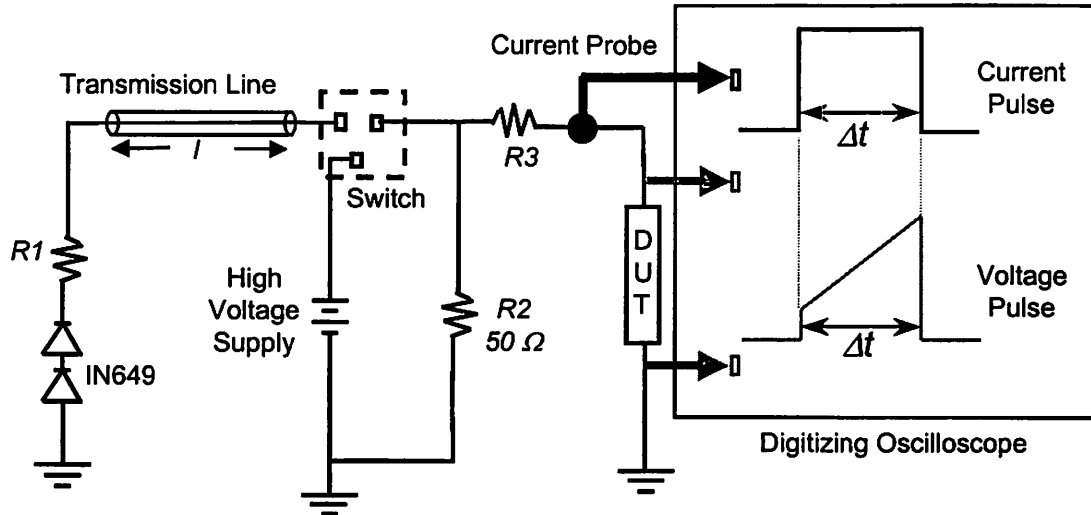 Transmission Line
l
Switch
R1
IN649
High
Voltage
Supply
R2
50 Ω
R3
Current Probe
D
U
T
Current
Pulse
Δt
Voltage
Pulse
Δt
Digitizing Oscilloscope